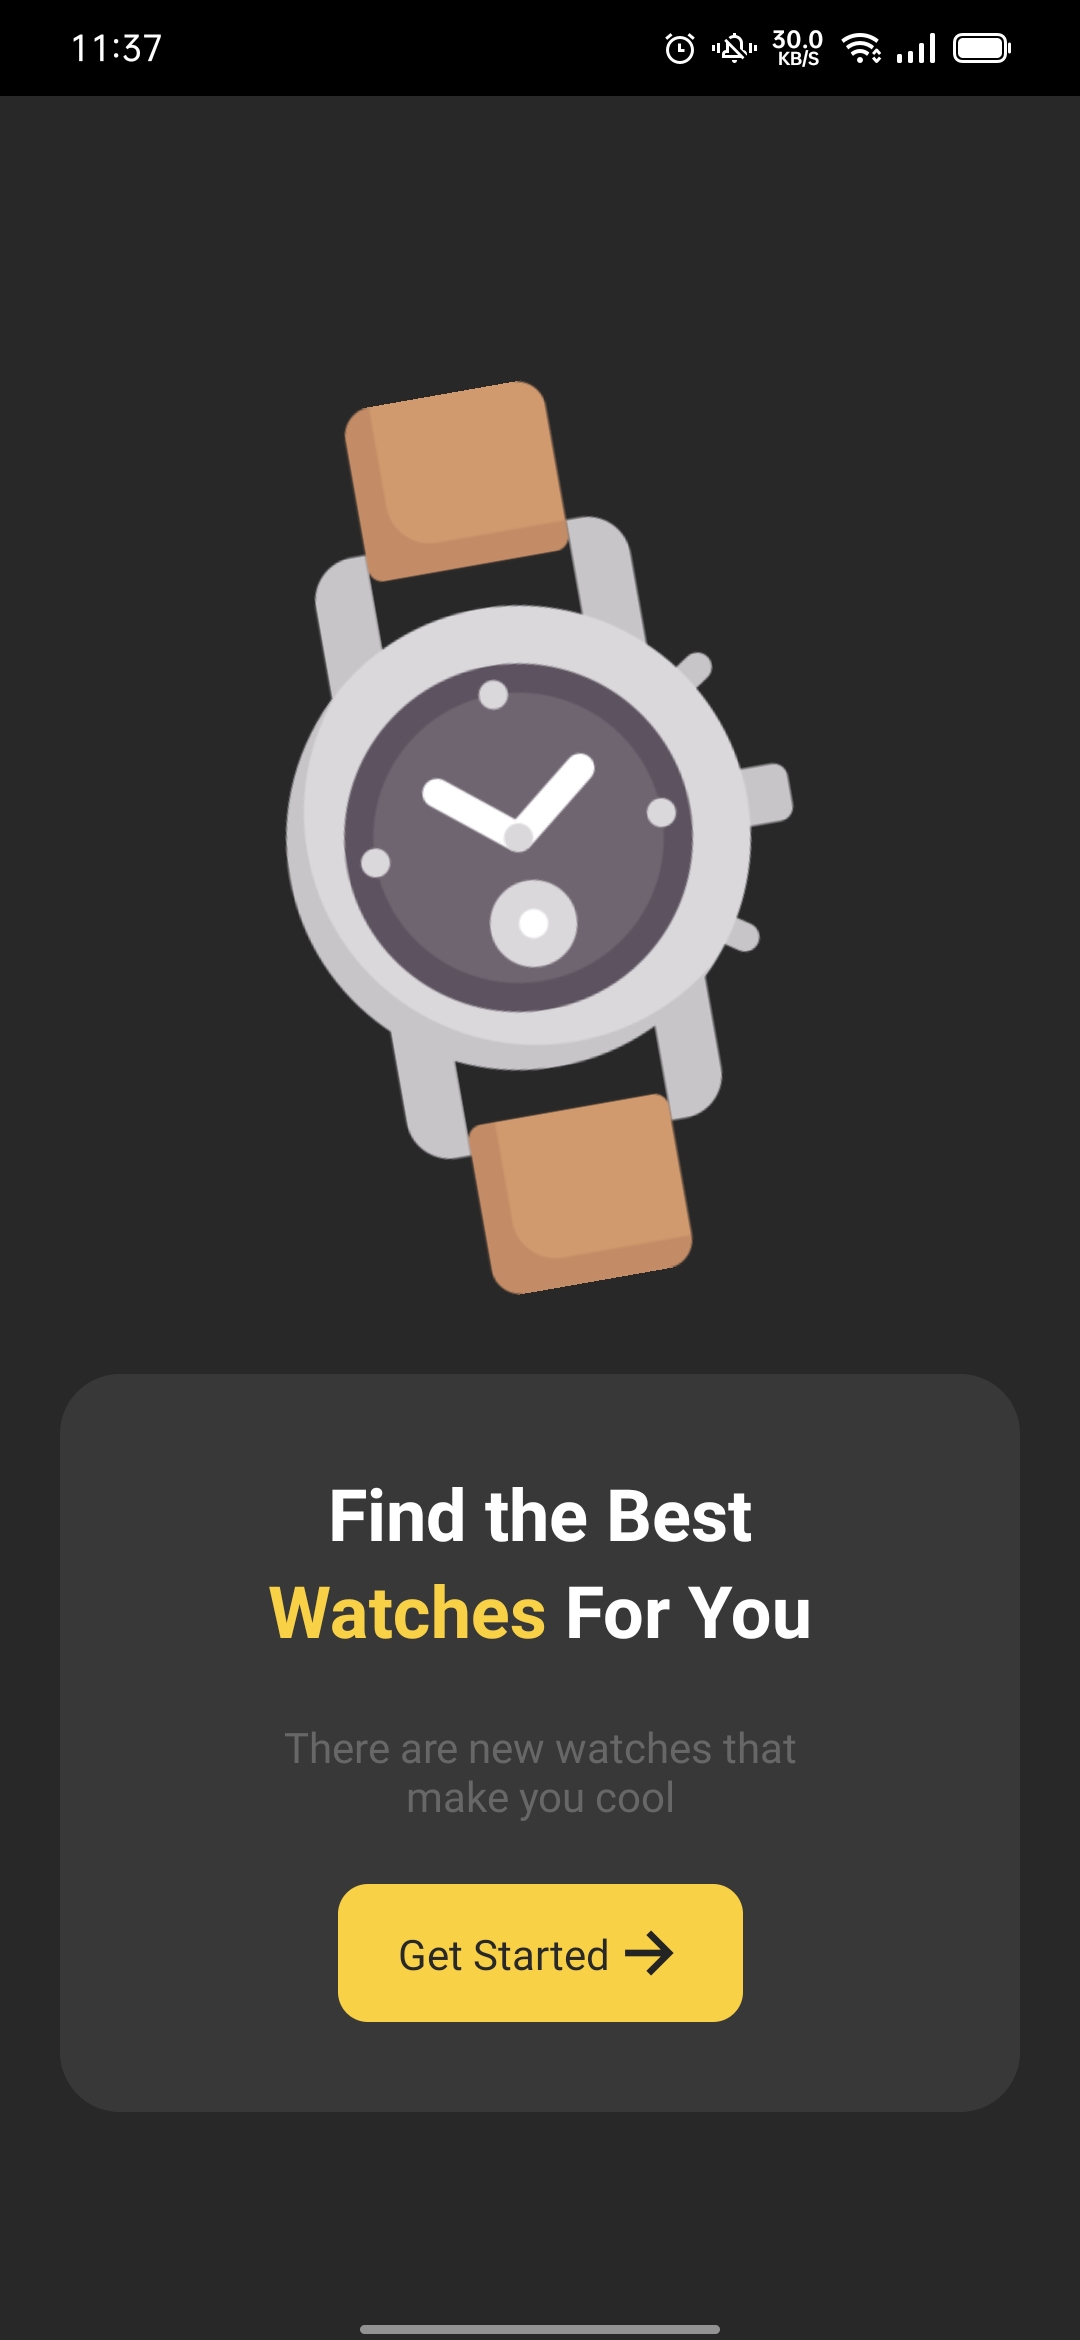 11:37
30.0
KB/S
Find the Best
Watches For You
There are new watches that
make you cool
Get Started